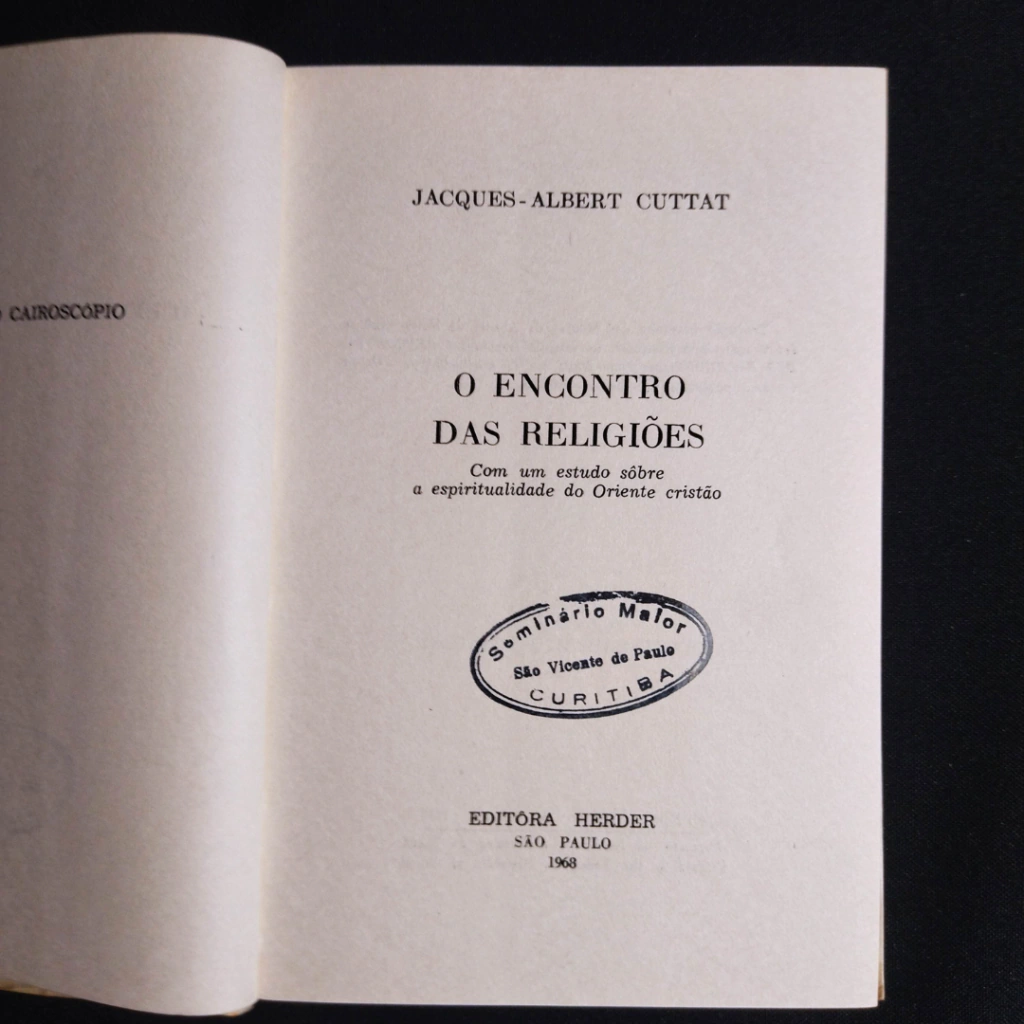 CAIROSCÓPIO
JACQUES-ALBERT CUTTAT
O ENCONTRO
DAS RELIGIÕES
Com um estudo sôbre
a espiritualidade do Oriente cristão
Seminário Maior
São Vicente de Paulo
CURITIBA
EDITÔRA HERDER
SÃO PAULO
1968